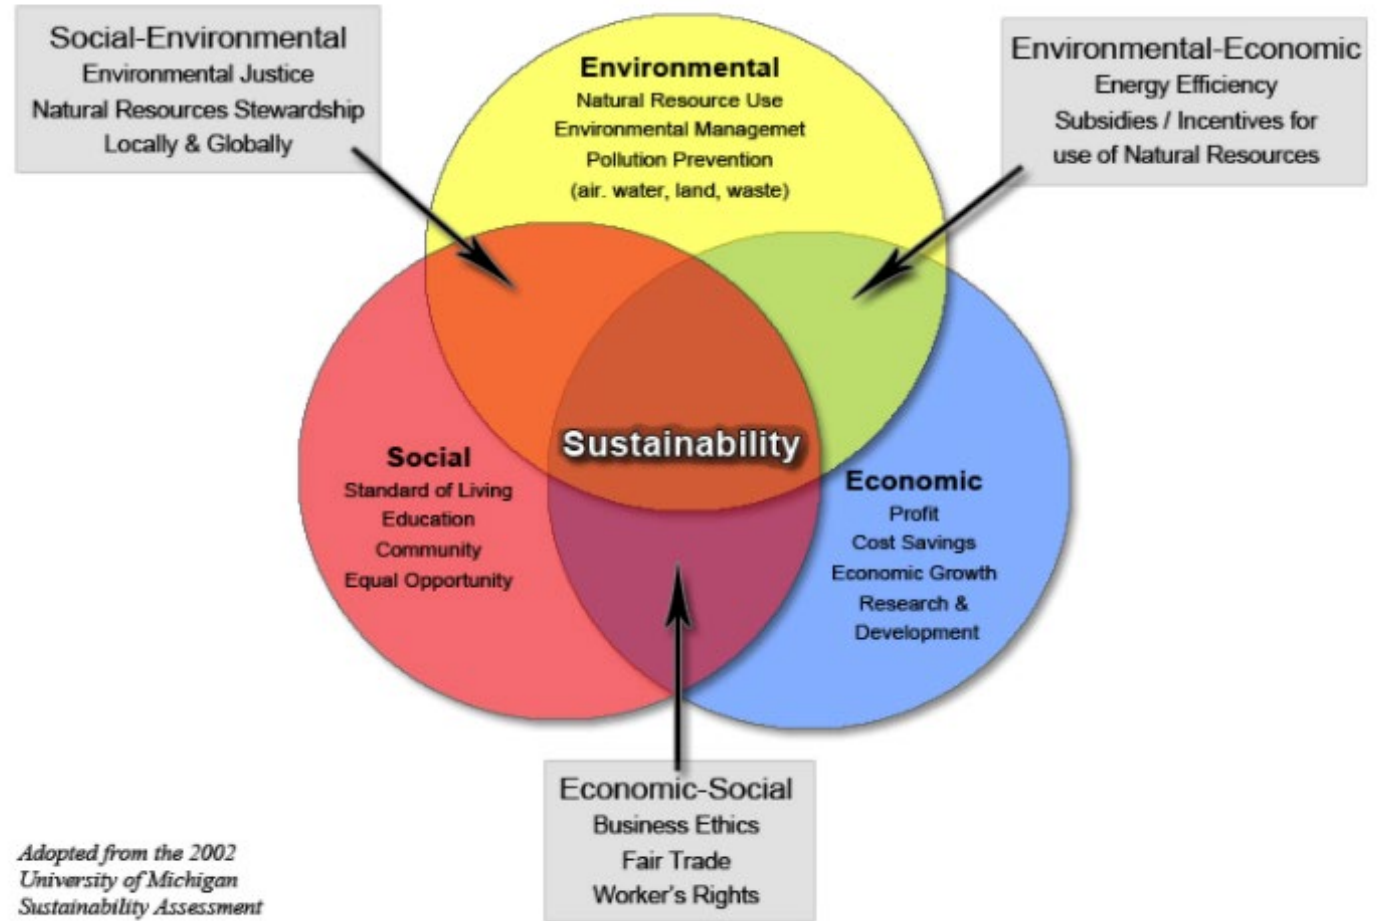 Social-Environmental
Environmental Justice
Natural Resources Stewardship
Locally & Globally
Environmental
Natural Resource Use
Environmental Managemet
Pollution Prevention
(air. water, land, waste)
Environmental-Economic
Energy Efficiency
Subsidies / Incentives for
use of Natural Resources
Sustainability
Social
Standard of Living
Education
Community
Equal Opportunity
Economic
Profit
Cost Savings
Economic Growth
Research &
Development
Economic-Social
Business Ethics
Fair Trade
Worker's Rights
Adopted from the 2002
University of Michigan
Sustainability Assessment